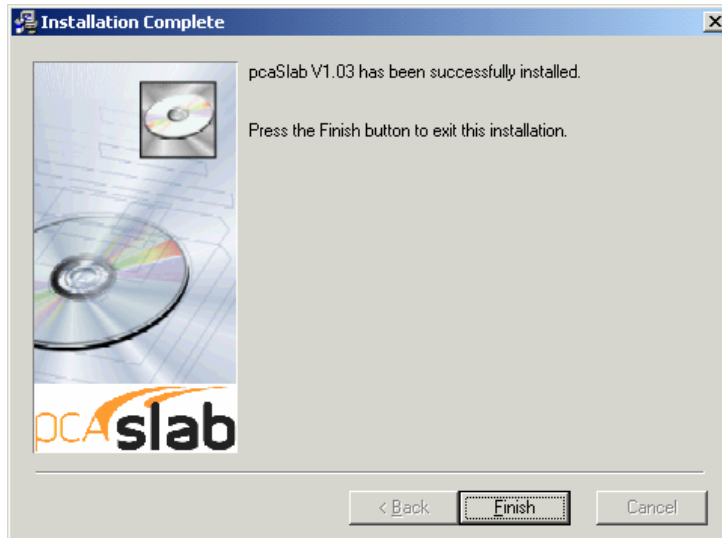 Installation Complete
pcaSlab V1.03 has been successfully installed.
Press the Finish button to exit this installation.
pcaslab
< Back
Finish
Cancel